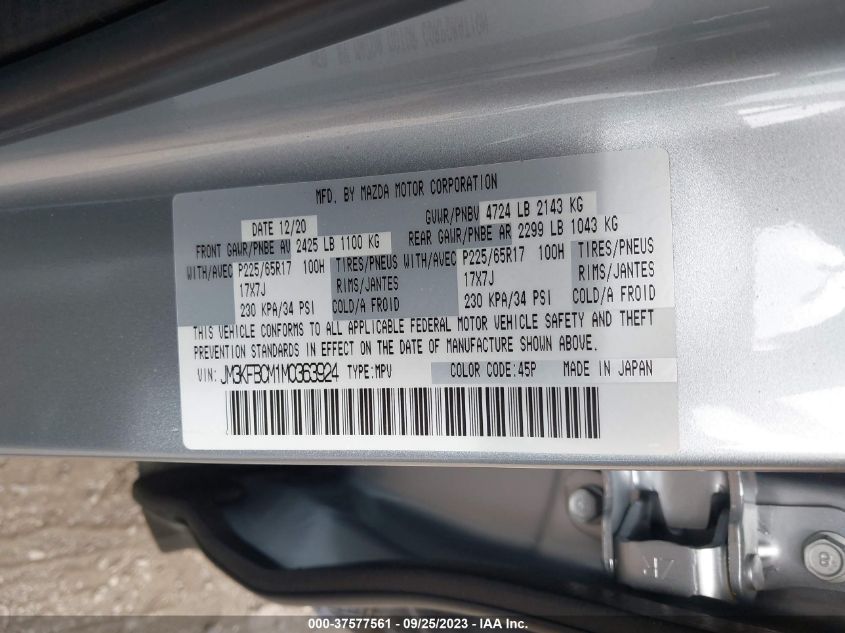 MFD. BY MAZDA MOTOR CORPORATION
DATE 12/20 GVWR/PNBV 4724 LB 2143 KG
FRONT GAWR/PNBE AV 2425 LB 1100 KG REAR GAWR/PNBE AR 2299 LB 1043 KG
WITH/AVEC P225/65R17 100H TIRES/PNEUS WITH/AVEC P225/65R17 100H TIRES/PNEUS
17X7J RIMS/JANTES 17X7J RIMS/JANTES
230 KPA/34 PSI COLD/A FROID 230 KPA/34 PSI COLD/A FROID
THIS VEHICLE CONFORMS TO ALL APPLICABLE FEDERAL MOTOR VEHICLE SAFETY AND THEFT
PREVENTION STANDARDS IN EFFECT ON THE DATE OF MANUFACTURE SHOWN ABOVE.
VIN: JM3KFBCM1M0363924 TYPE:MPV COLOR CODE:45P MADE IN JAPAN
8
000-37577561 - 09/25/2023 - IAA Inc.